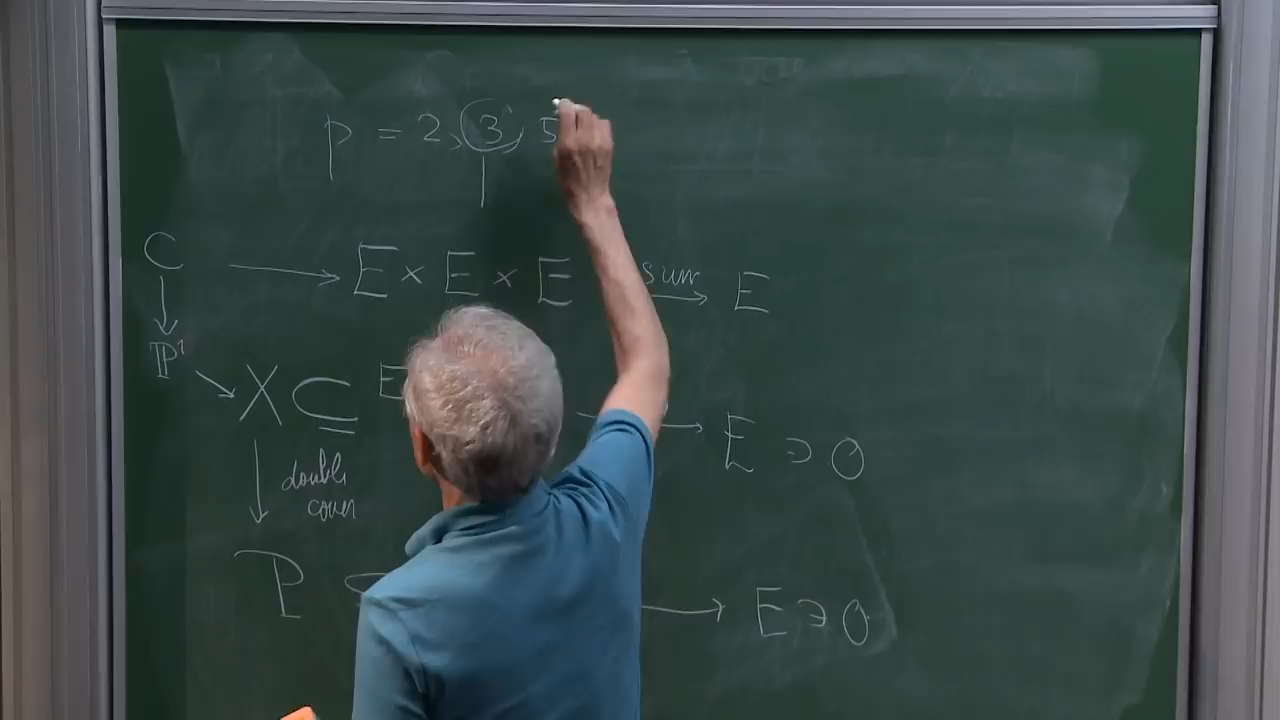 p = 2, 3, 5
C → E × E × E sum → E
↓
ℙ¹
X ⊆ E → E ∋ 0
↓ double cover
P → E ∋ 0